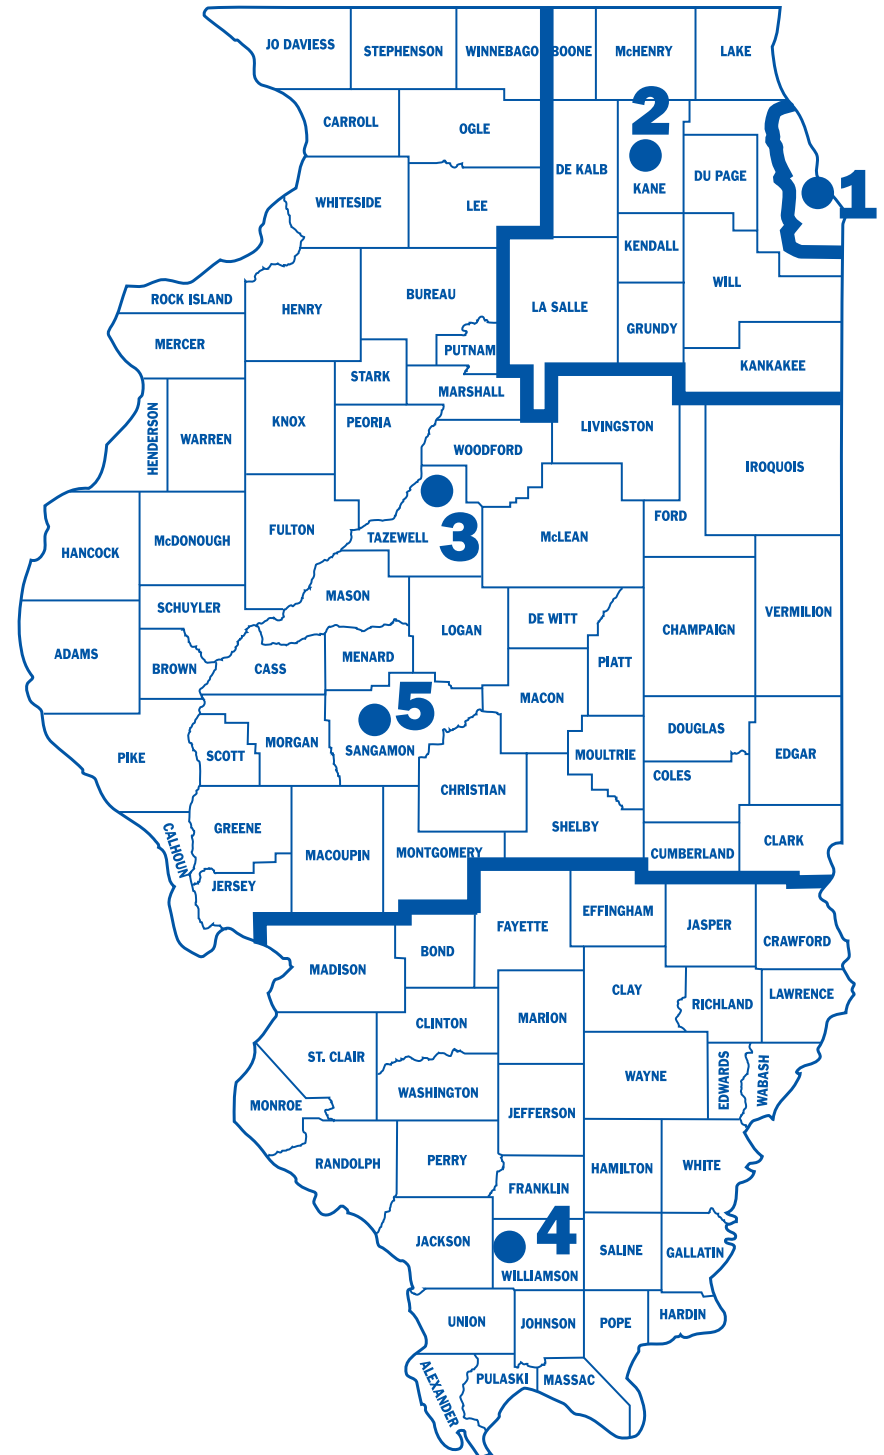 JO DAVIESS
STEPHENSON
WINNEBAGO
BOONE
McHENRY
LAKE
2
CARROLL
OGLE
DE KALB
KANE
DU PAGE
1
WHITESIDE
LEE
KENDALL
WILL
ROCK ISLAND
HENRY
BUREAU
LA SALLE
GRUNDY
MERCER
PUTNAM
KANKAKEE
STARK
MARSHALL
HENDERSON
WARREN
KNOX
PEORIA
WOODFORD
LIVINGSTON
IROQUOIS
FORD
HANCOCK
McDONOUGH
FULTON
TAZEWELL
3
McLEAN
SCHUYLER
MASON
LOGAN
DE WITT
CHAMPAIGN
VERMILION
ADAMS
BROWN
CASS
MENARD
PIATT
MACON
5
PIKE
SCOTT
MORGAN
SANGAMON
MOULTRIE
DOUGLAS
EDGAR
COLES
CHRISTIAN
CALHOUN
GREENE
MACOUPIN
MONTGOMERY
SHELBY
CUMBERLAND
CLARK
JERSEY
FAYETTE
EFFINGHAM
JASPER
CRAWFORD
MADISON
BOND
CLAY
RICHLAND
LAWRENCE
CLINTON
MARION
ST. CLAIR
WASHINGTON
WAYNE
EDWARDS
WABASH
MONROE
JEFFERSON
RANDOLPH
PERRY
FRANKLIN
HAMILTON
WHITE
JACKSON
4
WILLIAMSON
SALINE
GALLATIN
UNION
JOHNSON
POPE
HARDIN
ALEXANDER
PULASKI
MASSAC